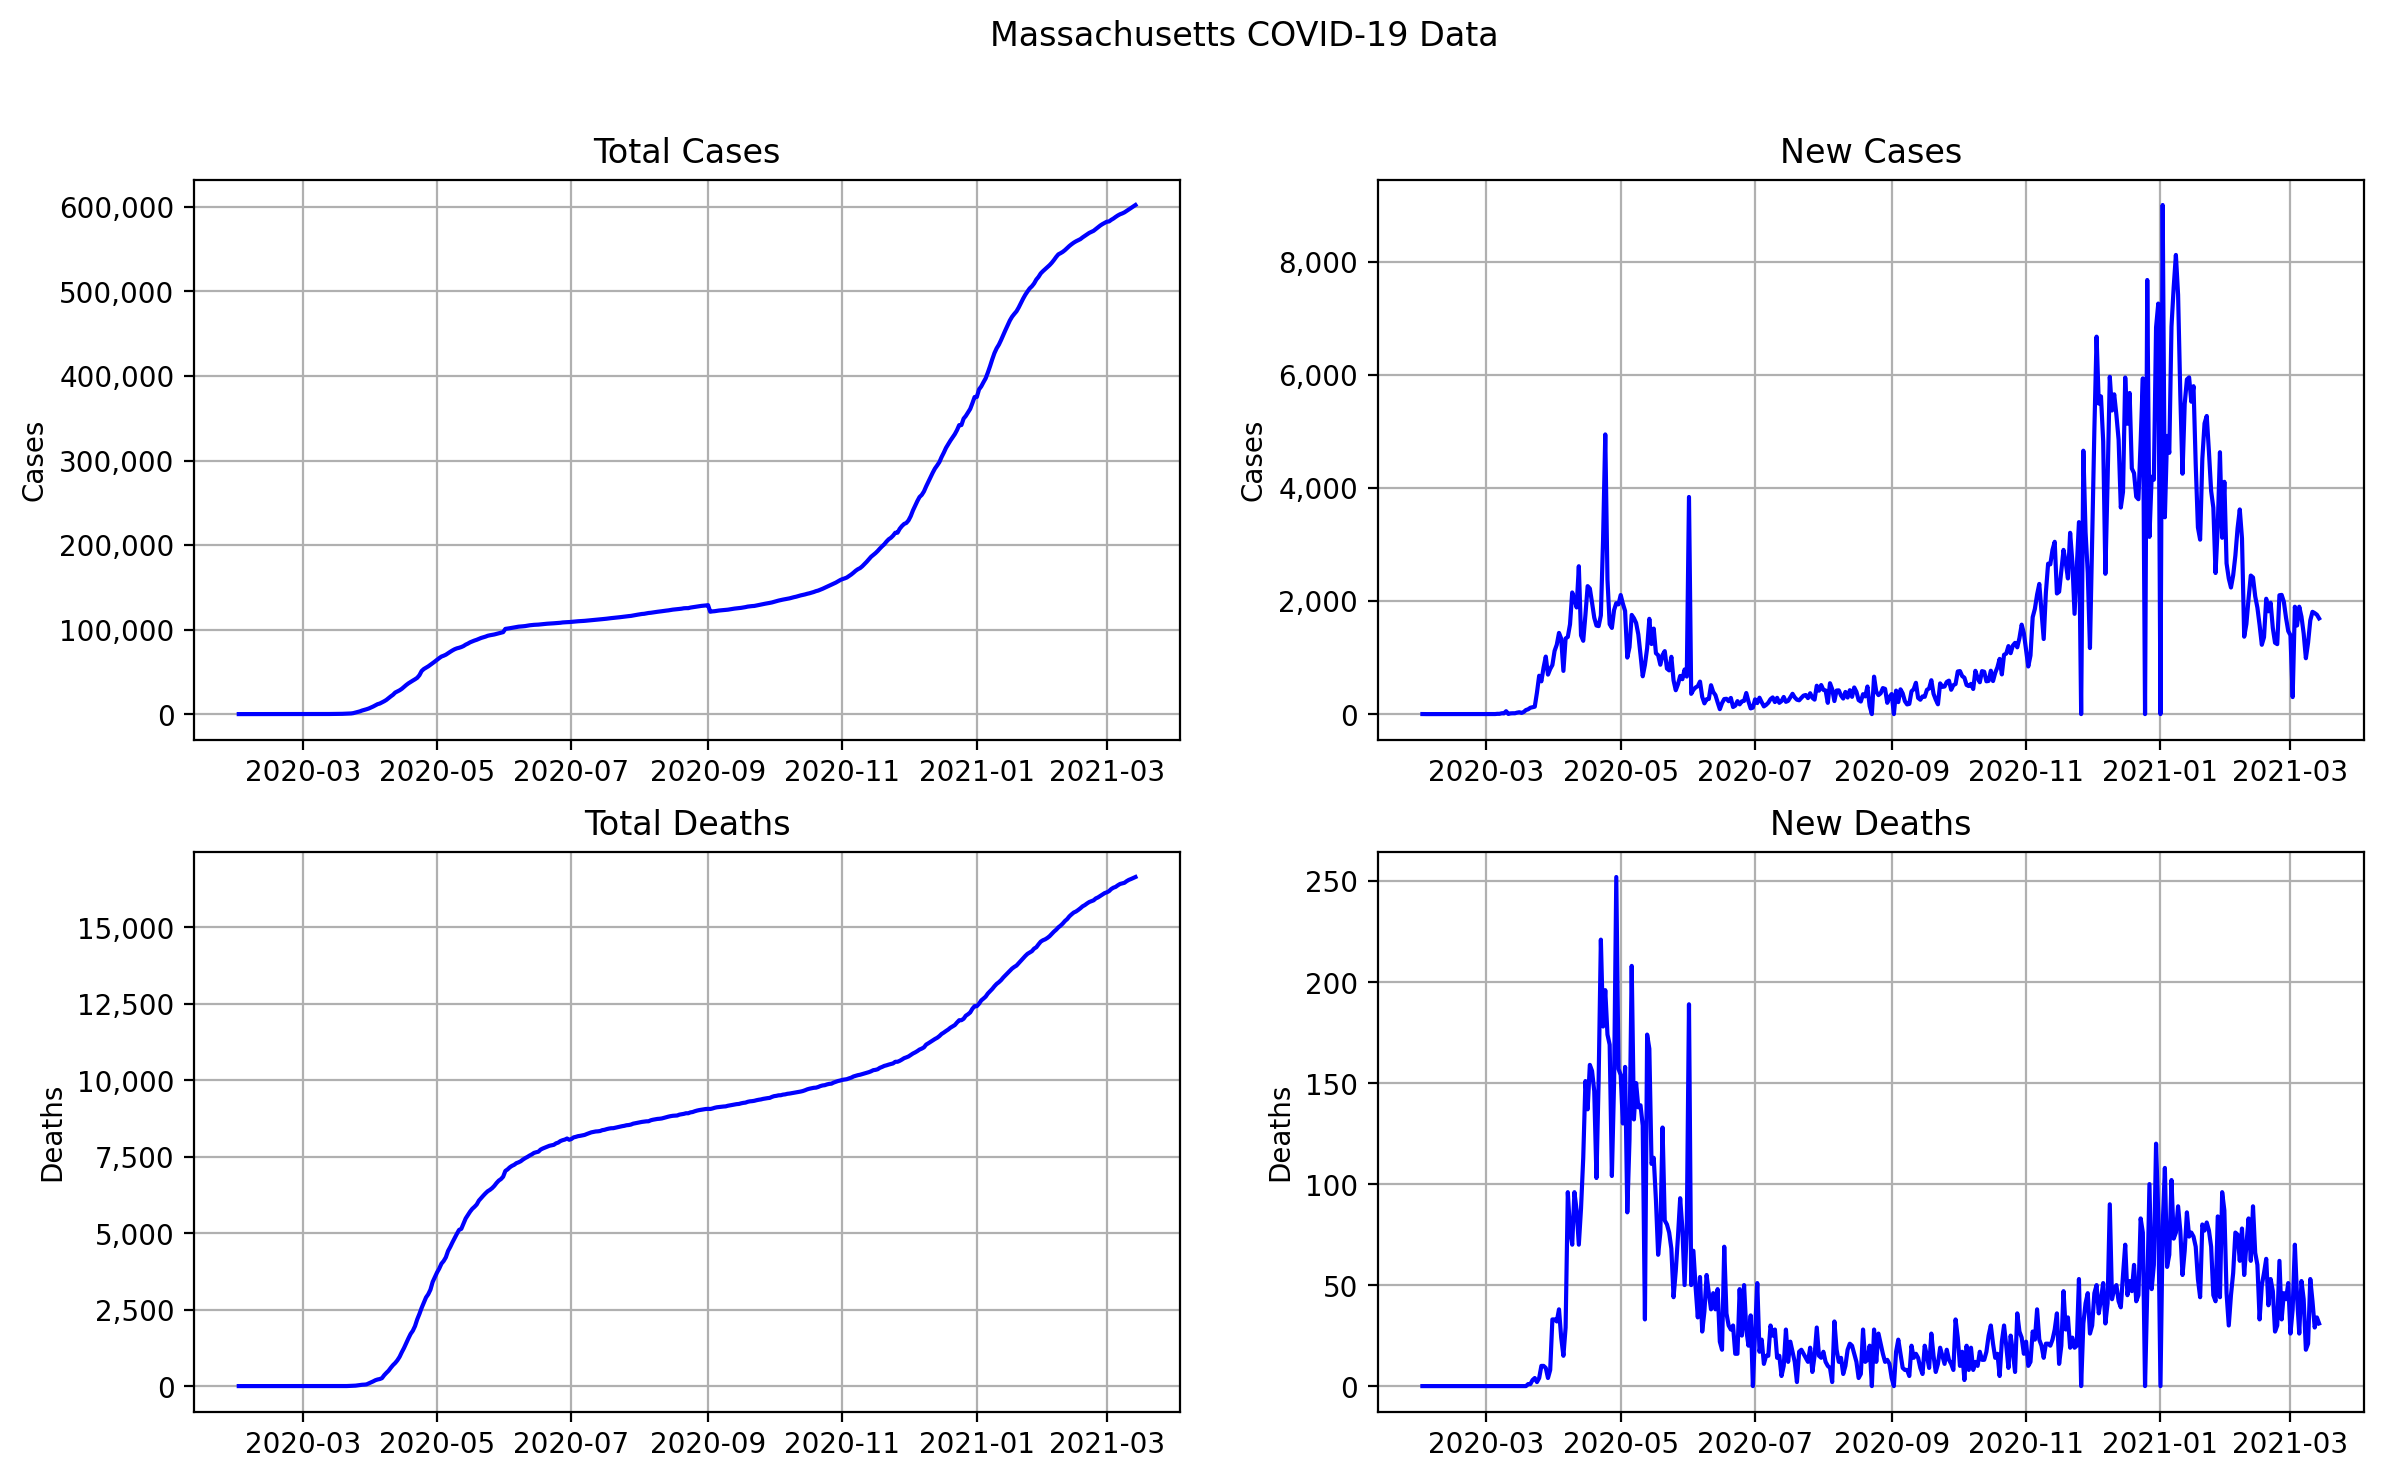 Massachusetts COVID-19 Data
Total Cases
600,000
500,000
400,000
300,000
200,000
100,000
0
Cases
2020-03 2020-05 2020-07 2020-09 2020-11 2021-01 2021-03
New Cases
8,000
6,000
4,000
2,000
0
Cases
2020-03 2020-05 2020-07 2020-09 2020-11 2021-01 2021-03
Total Deaths
15,000
12,500
10,000
7,500
5,000
2,500
0
Deaths
2020-03 2020-05 2020-07 2020-09 2020-11 2021-01 2021-03
New Deaths
250
200
150
100
50
0
Deaths
2020-03 2020-05 2020-07 2020-09 2020-11 2021-01 2021-03